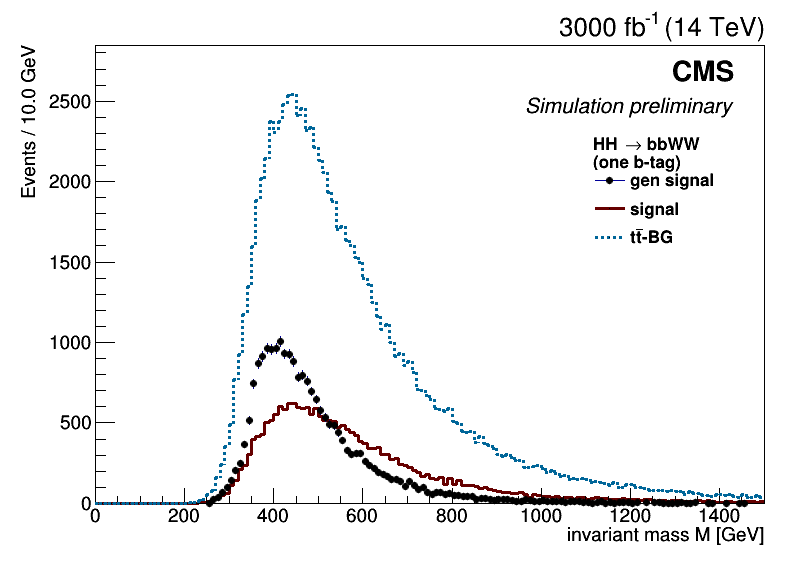 3000 fb-1 (14 TeV)
Events / 10.0 GeV
CMS
Simulation preliminary
HH → bbWW
(one b-tag)
gen signal
signal
tt̄-BG
2500
2000
1500
1000
500
0
0 200 400 600 800 1000 1200 1400
invariant mass M [GeV]